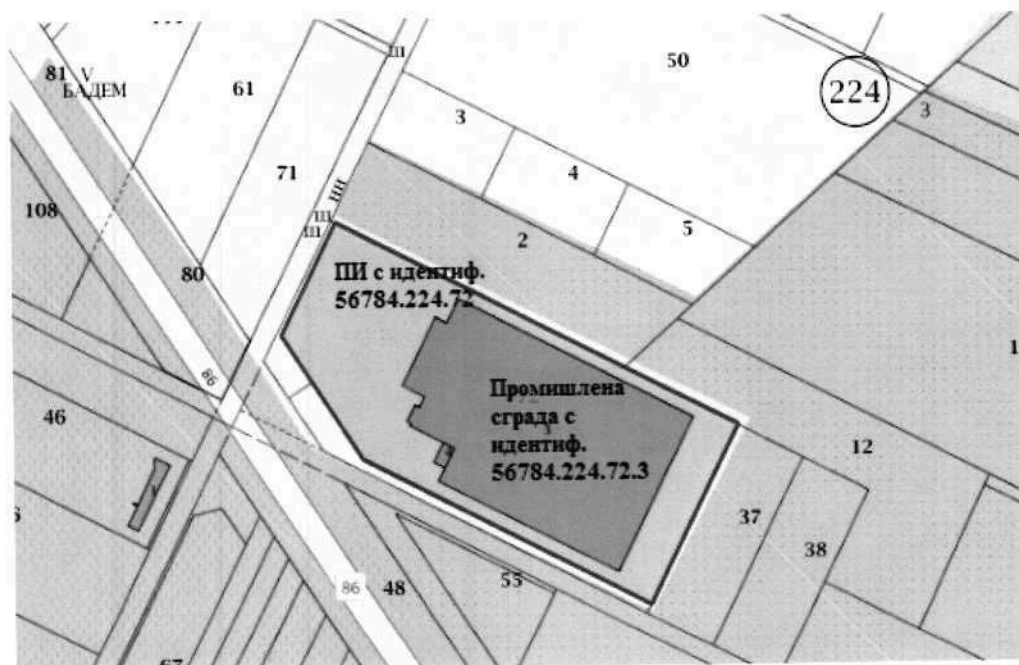 50
81 V
БАДЕМ
61
224
3
3
71
4
Ш
НН
108
Ш
Ш
5
2
80
ПИ с идентиф.
56784.224.72
86
Промишлена
сграда с
идентиф.
56784.224.72.3
46
12
37
38
86
48
55
67